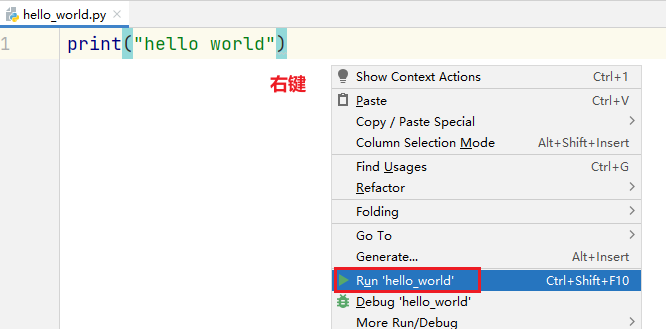 hello_world.py
1 print("hello world")
右键
Show Context Actions Ctrl+1
Paste Ctrl+V
Copy / Paste Special
Column Selection Mode Alt+Shift+Insert
Find Usages Ctrl+G
Refactor
Folding
Go To
Generate... Alt+Insert
Run 'hello_world' Ctrl+Shift+F10
Debug 'hello_world'
More Run/Debug